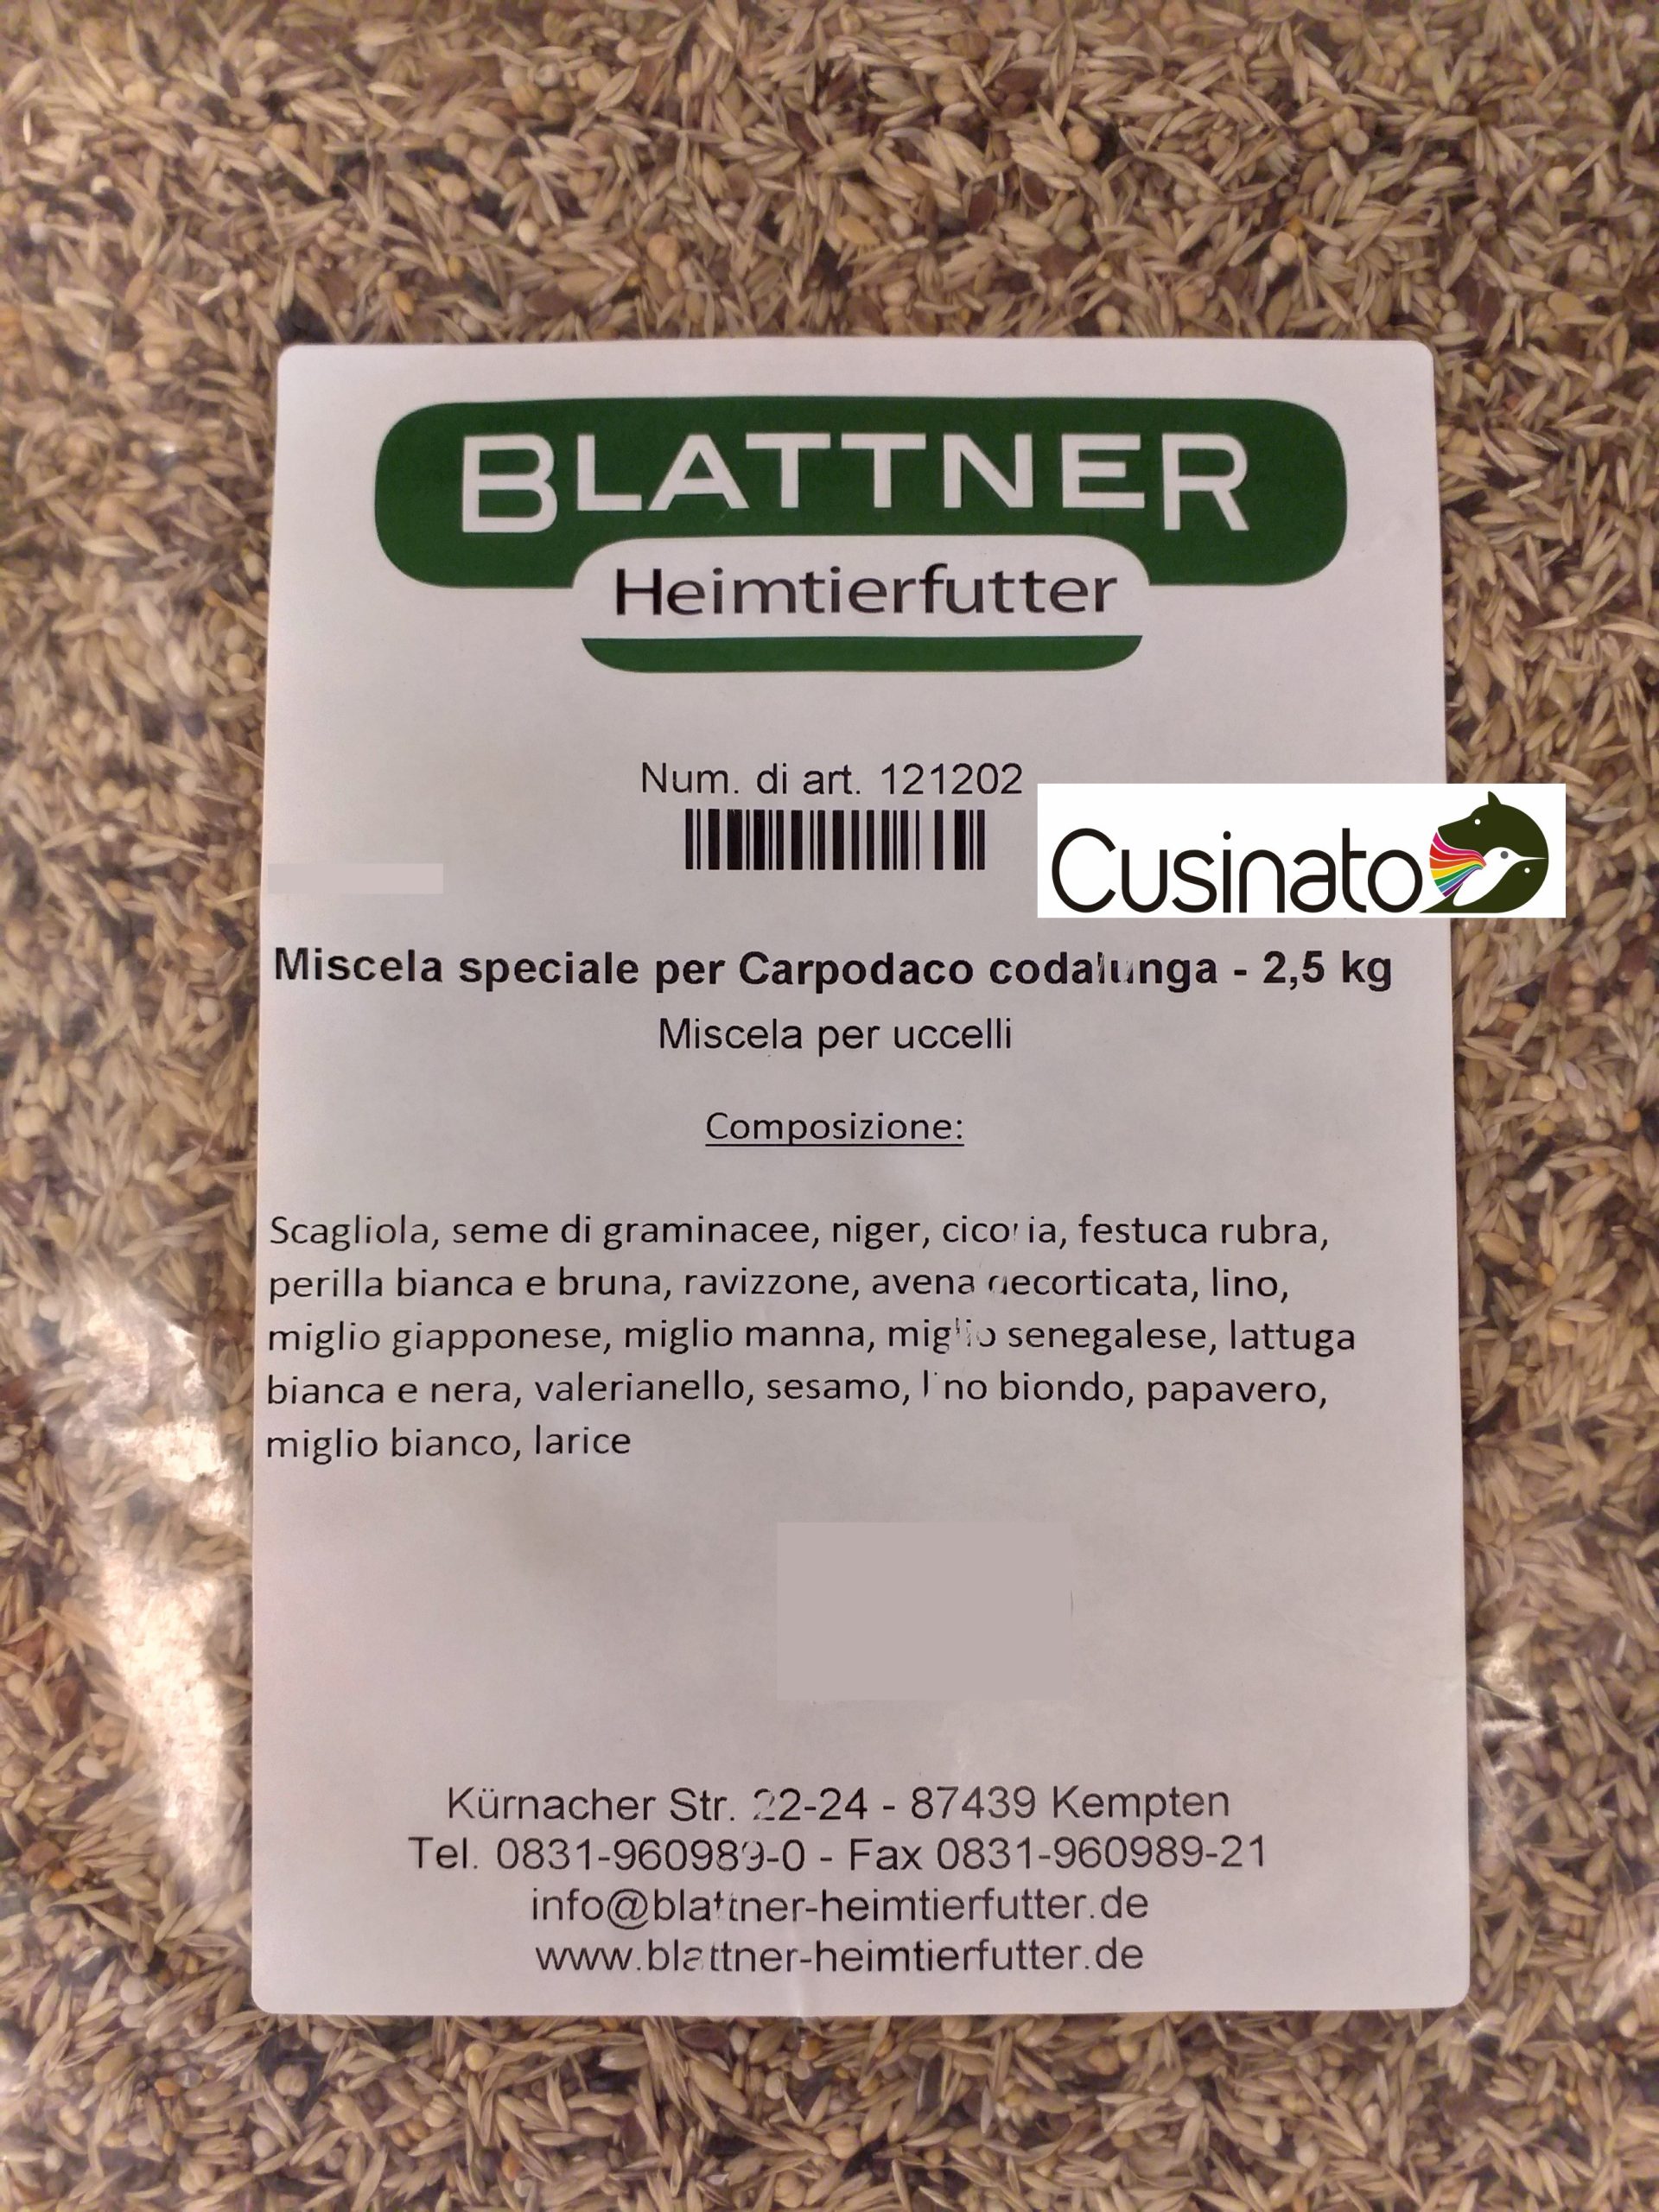 BLATTNER
Heimtierfutter
Num. di art. 121202
Cusinato
Miscela speciale per Carpodaco codalunga - 2,5 kg
Miscela per uccelli
Composizione:
Scagliola, seme di graminacee, niger, cicoria, festuca rubra,
perilla bianca e bruna, ravizzone, avena decorticata, lino,
miglio giapponese, miglio manna, miglio senegalese, lattuga
bianca e nera, valerianello, sesamo, lino biondo, papavero,
miglio bianco, larice
Kürnacher Str. 22-24 - 87439 Kempten
Tel. 0831-960989-0 - Fax 0831-960989-21
info@blattner-heimtierfutter.de
www.blattner-heimtierfutter.de